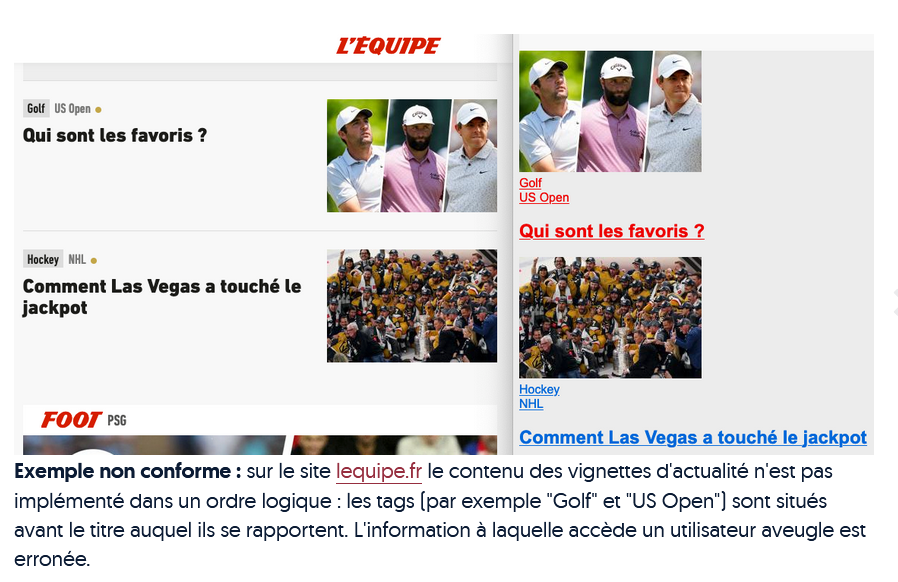 L'ÉQUIPE
Golf US Open
Qui sont les favoris ?
Hockey NHL
Comment Las Vegas a touché le
jackpot
FOOT PSG
Golf
US Open
Qui sont les favoris ?
Hockey
NHL
Comment Las Vegas a touché le jackpot
Exemple non conforme : sur le site lequipe.fr le contenu des vignettes d'actualité n'est pas
implémenté dans un ordre logique : les tags (par exemple "Golf" et "US Open") sont situés
avant le titre auquel ils se rapportent. L'information à laquelle accède un utilisateur aveugle est
erronée.